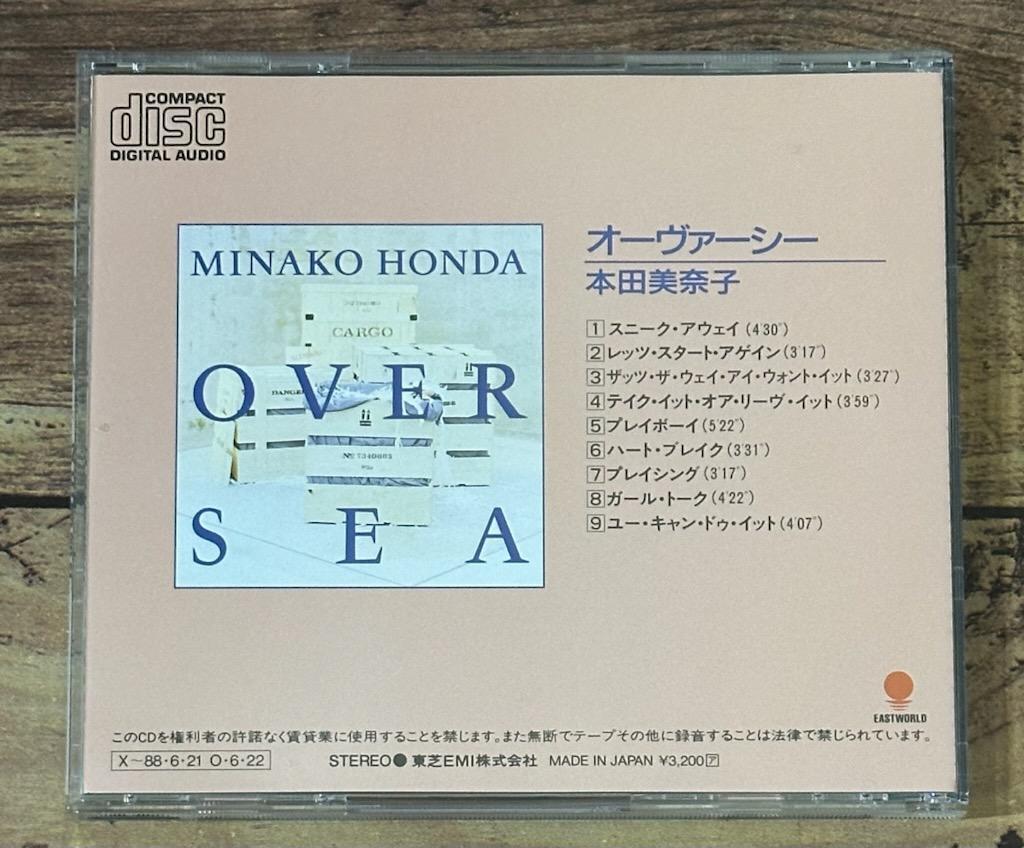 COMPACT
disc
DIGITAL AUDIO
MINAKO HONDA
CARGO
OVER
DANGER
Nº 7340663
SEA
オーヴァーシー
本田美奈子
1 スニーク・アウェイ(4'30")
2 レッツ・スタート・アゲイン(3'17")
3 ザッツ・ザ・ウェイ・アイ・ウォント・イット(3'27")
4 テイク・イット・オア・リーヴ・イット(3'59")
5 プレイボーイ(5'22")
6 ハート・ブレイク(3'31")
7 ブレイシング(3'17")
8 ガール・トーク(4'22")
9 ユー・キャン・ドゥ・イット(4'07")
EASTWORLD
このCDを権利者の許諾なく賃貸業に使用することを禁じます。また無断でテープその他に録音することは法律で禁じられています。
X〜88・6・21 O・6・22
STEREO● 東芝EMI株式会社 MADE IN JAPAN ¥3,200ア